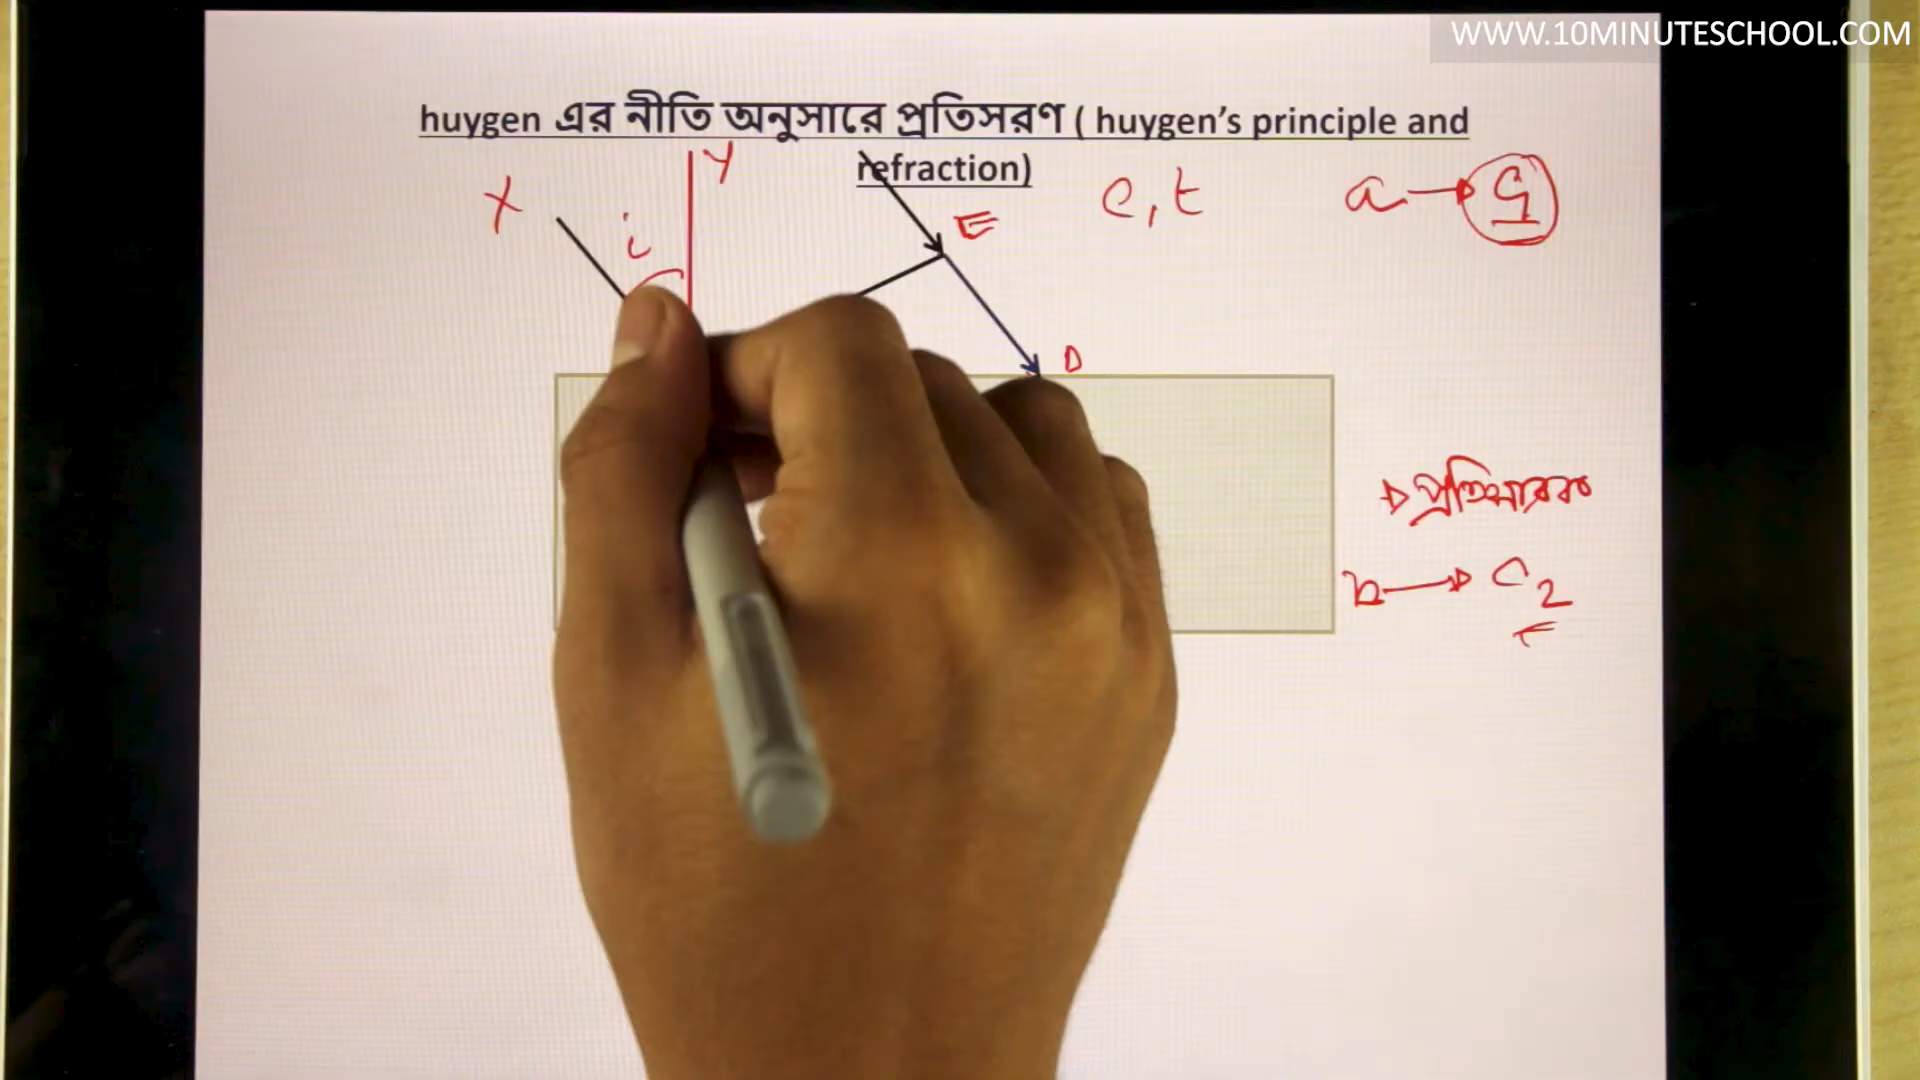 WWW.10MINUTESCHOOL.COM
huygen এর নীতি অনুসারে প্রতিসরণ ( huygen’s principle and
refraction)
X
Y
i
E
c, t
a → C₁
D
প্রতিসারক
b → C₂